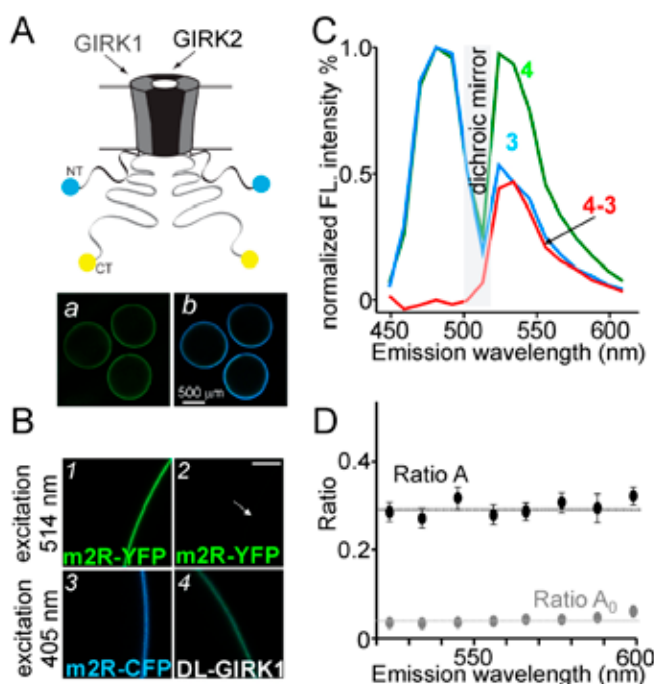 A
GIRK1
GIRK2
NT
CT
a
b
500 µm
B
excitation
514 nm
1
m2R-YFP
2
m2R-YFP
excitation
405 nm
3
m2R-CFP
4
DL-GIRK1
C
normalized FL. intensity %
1.0
0.5
0
dichroic mirror
4
3
4-3
450 500 550 600
Emission wavelength (nm)
D
Ratio
0.4
0.2
0
Ratio A
Ratio A0
550 600
Emission wavelength (nm)